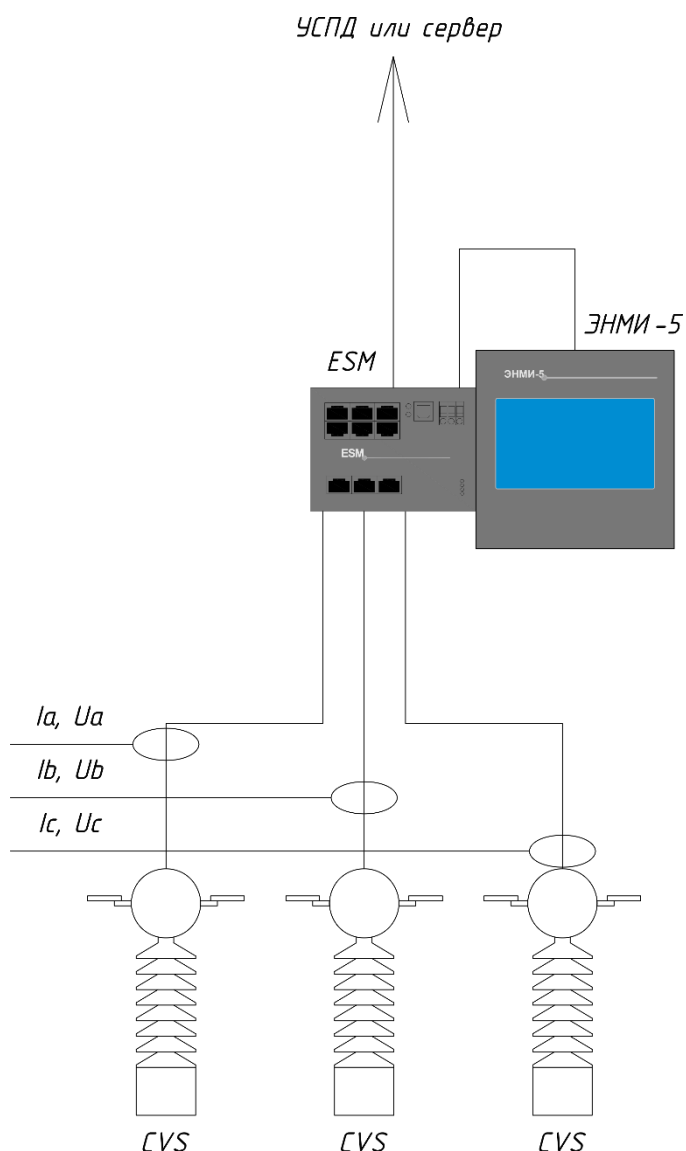 УСПД или сервер
ЭНМИ-5
ESM
ЭНМИ-5
ESM
Ia, Ua
Ib, Ub
Ic, Uc
CVS
CVS
CVS